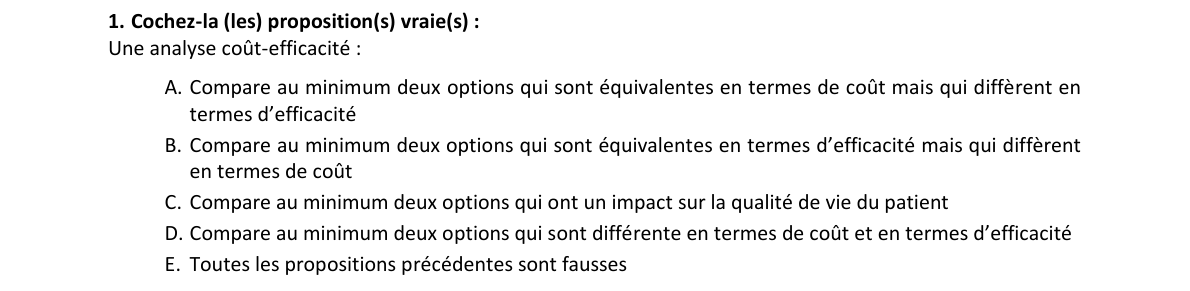 1. Cochez-la (les) proposition(s) vraie(s) :
Une analyse coût-efficacité :
A. Compare au minimum deux options qui sont équivalentes en termes de coût mais qui diffèrent en
termes d’efficacité
B. Compare au minimum deux options qui sont équivalentes en termes d’efficacité mais qui diffèrent
en termes de coût
C. Compare au minimum deux options qui ont un impact sur la qualité de vie du patient
D. Compare au minimum deux options qui sont différente en termes de coût et en termes d’efficacité
E. Toutes les propositions précédentes sont fausses